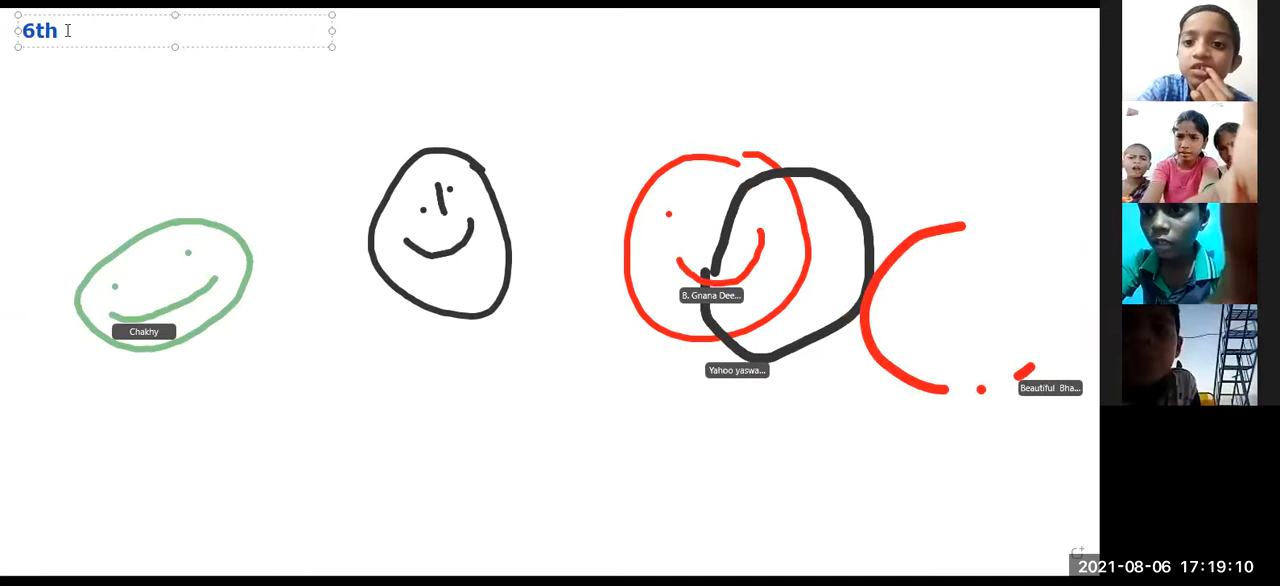 6th
Chakhy
B. Gnana Dee...
Yahoo yaswa...
Beautiful Bha...
2021-08-06 17:19:10